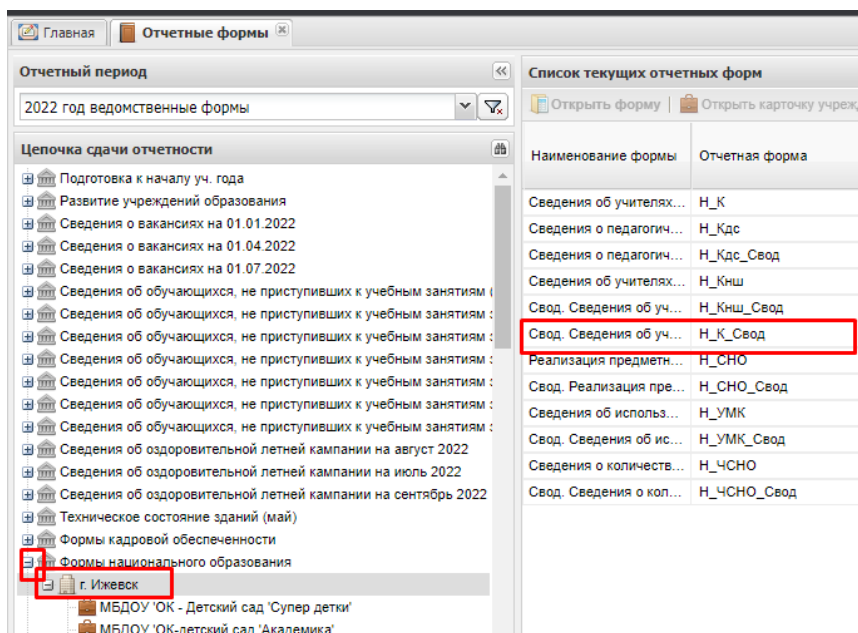 Главная
Отчетные формы
Отчетный период
2022 год ведомственные формы
Цепочка сдачи отчетности
Подготовка к началу уч. года
Развитие учреждений образования
Сведения о вакансиях на 01.01.2022
Сведения о вакансиях на 01.04.2022
Сведения о вакансиях на 01.07.2022
Сведения об обучающихся, не приступивших к учебным занятиям (
Сведения об обучающихся, не приступивших к учебным занятиям
Сведения об обучающихся, не приступивших к учебным занятиям
Сведения об обучающихся, не приступивших к учебным занятиям
Сведения об обучающихся, не приступивших к учебным занятиям
Сведения об обучающихся, не приступивших к учебным занятиям
Сведения об обучающихся, не приступивших к учебным занятиям
Сведения об оздоровительной летней кампании на август 2022
Сведения об оздоровительной летней кампании на июль 2022
Сведения об оздоровительной летней кампании на сентябрь 2022
Техническое состояние зданий (май)
Формы кадровой обеспеченности
Формы национального образования
г. Ижевск
МБДОУ 'ОК - Детский сад 'Супер детки'
МБДОУ 'ОК-детский сад 'Академика'
Список текущих отчетных форм
Открыть форму | Открыть карточку учреж
Наименование формы Отчетная форма
Сведения об учителях... Н_К
Сведения о педагогич... Н_Кдс
Сведения о педагогич... Н_Кдс_Свод
Сведения об учителях... Н_Кнш
Свод. Сведения об уч... Н_Кнш_Свод
Свод. Сведения об уч... Н_К_Свод
Реализация предметн... Н_СНО
Свод. Реализация пре... Н_СНО_Свод
Сведения об использ... Н_УМК
Свод. Сведения об ис... Н_УМК_Свод
Сведения о количеств... Н_ЧСНО
Свод. Сведения о кол... Н_ЧСНО_Свод